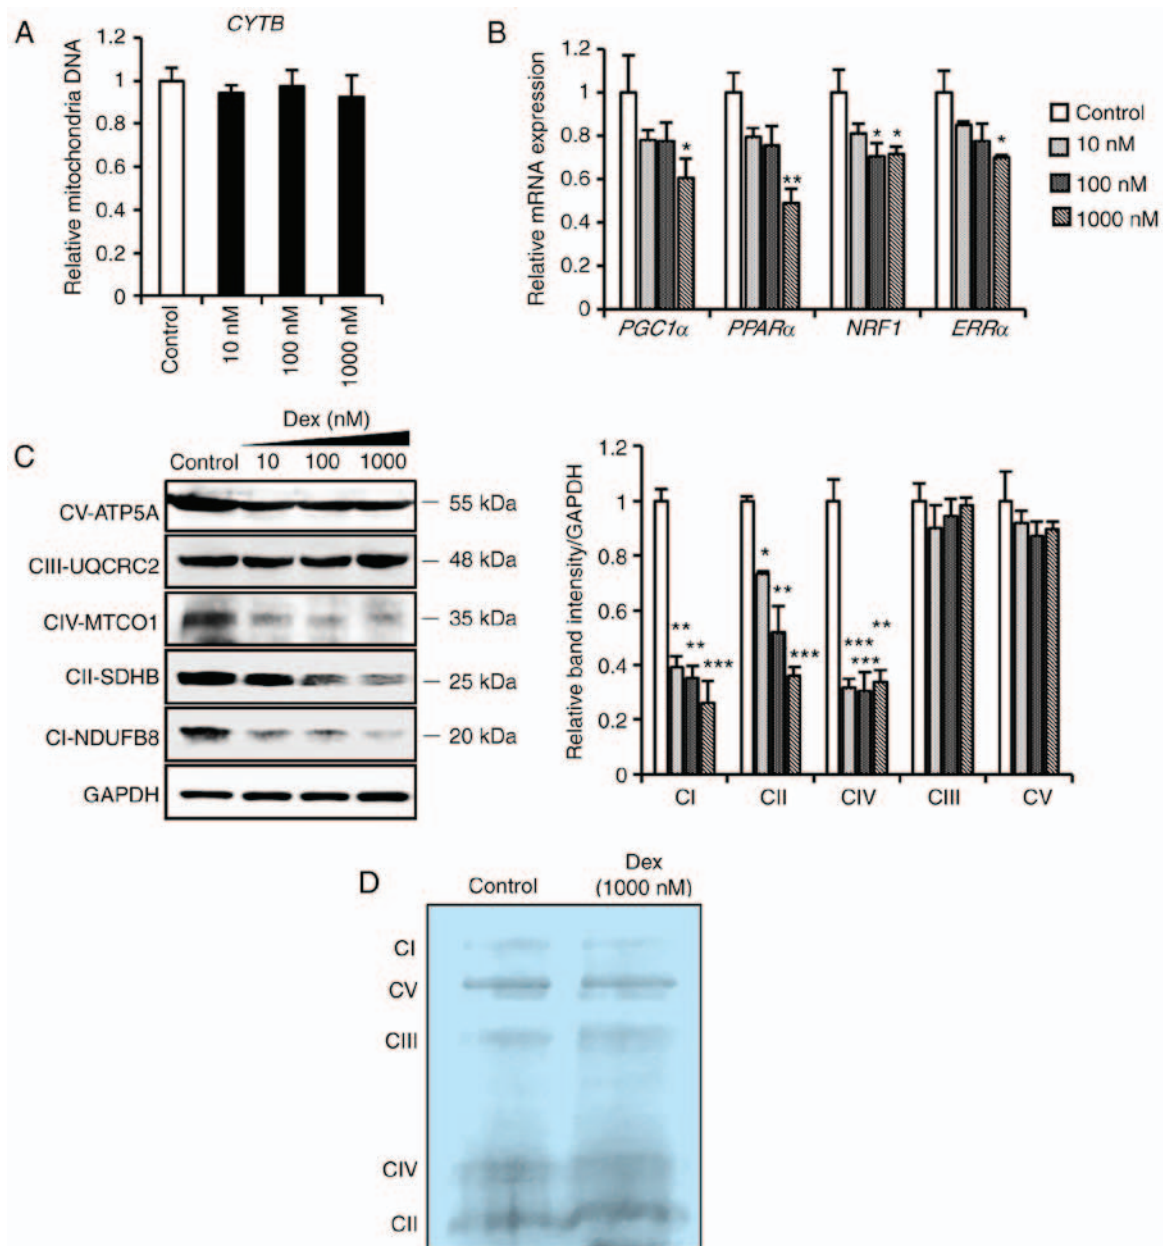 A
CYTB
Relative mitochondria DNA
1.2
1
0.8
0.6
0.4
0.2
0
Control
10 nM
100 nM
1000 nM
B
Relative mRNA expression
1.2
1
0.8
0.6
0.4
0.2
0
*
**
* *
*
PGC1α PPARα NRF1 ERRα
Control
10 nM
100 nM
1000 nM
C
Dex (nM)
Control 10 100 1000
CV-ATP5A 55 kDa
CIII-UQCRC2 48 kDa
CIV-MTCO1 35 kDa
CII-SDHB 25 kDa
CI-NDUFB8 20 kDa
GAPDH
Relative band intensity/GAPDH
1.2
1
0.8
0.6
0.4
0.2
0
** ** ***
* ** ***
*** *** **
CI CII CIV CIII CV
D
Control Dex
(1000 nM)
CI
CV
CIII
CIV
CII